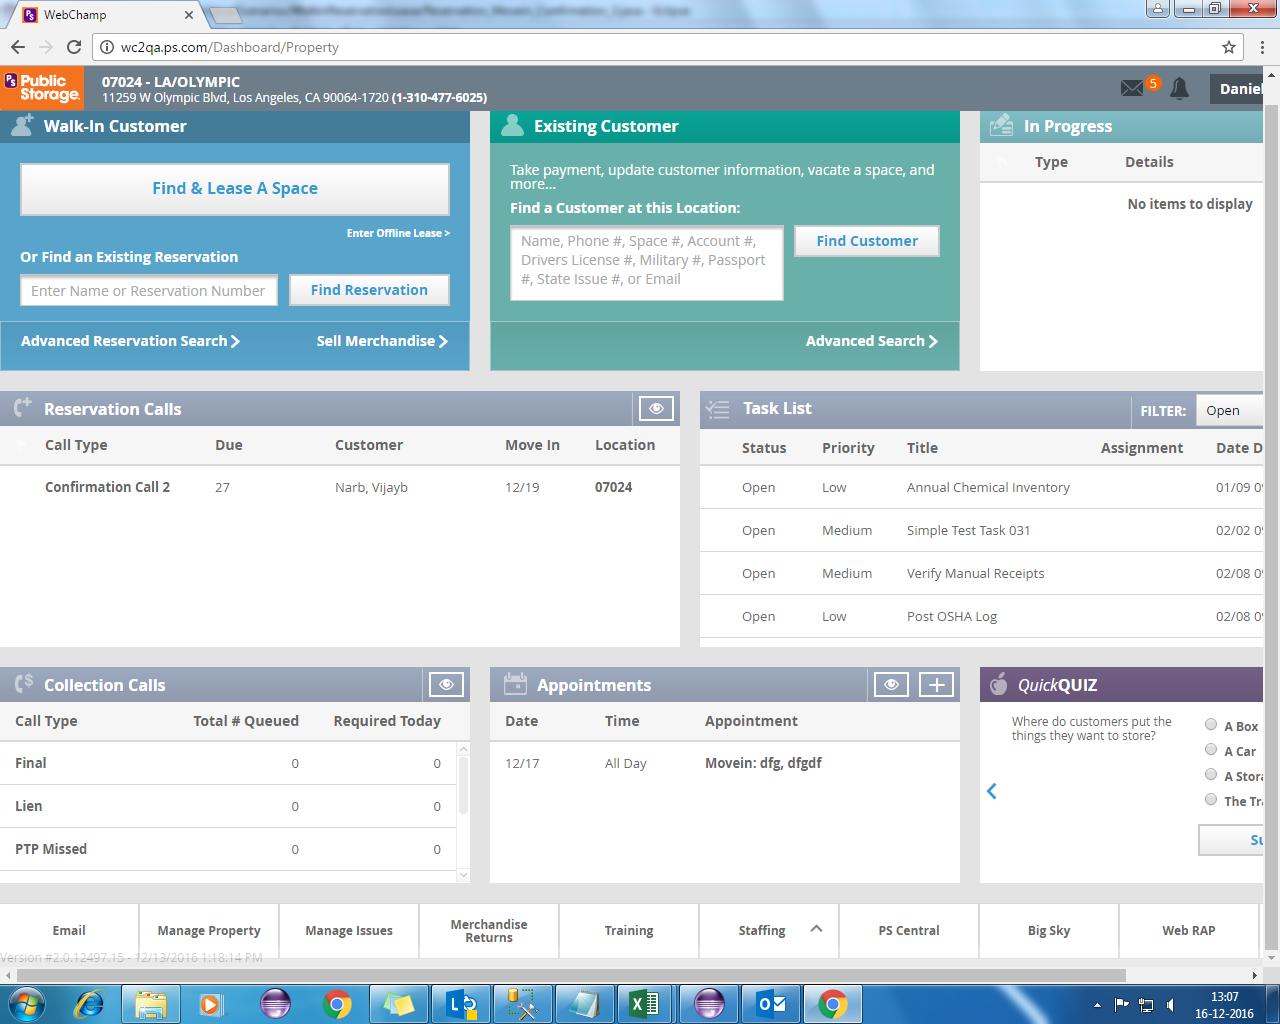 WebChamp
wc2qa.ps.com/Dashboard/Property
PS Public Storage
07024 - LA/OLYMPIC
11259 W Olympic Blvd, Los Angeles, CA 90064-1720 (1-310-477-6025)
5
Daniel
Walk-In Customer
Find & Lease A Space
Enter Offline Lease >
Or Find an Existing Reservation
Enter Name or Reservation Number
Find Reservation
Advanced Reservation Search
Sell Merchandise
Existing Customer
Take payment, update customer information, vacate a space, and
more...
Find a Customer at this Location:
Name, Phone #, Space #, Account #,
Drivers License #, Military #, Passport
#, State Issue #, or Email
Find Customer
Advanced Search
In Progress
Type Details
No items to display
Reservation Calls
Call Type Due Customer Move In Location
Confirmation Call 2 27 Narb, Vijayb 12/19 07024
Task List
FILTER: Open
Status Priority Title Assignment Date D
Open Low Annual Chemical Inventory 01/09 09
Open Medium Simple Test Task 031 02/02 09
Open Medium Verify Manual Receipts 02/08 09
Open Low Post OSHA Log 02/08 09
Collection Calls
Call Type Total # Queued Required Today
Final 0 0
Lien 0 0
PTP Missed 0 0
Appointments
Date Time Appointment
12/17 All Day Movein: dfg, dfgdf
QuickQUIZ
Where do customers put the
things they want to store?
A Box
A Car
A Stora
The Tra
Su
Email
Manage Property
Manage Issues
Merchandise
Returns
Training
Staffing
PS Central
Big Sky
Web RAP
Version #2.0.12497.15 - 12/13/2016 1:18:14 PM
13:07
16-12-2016